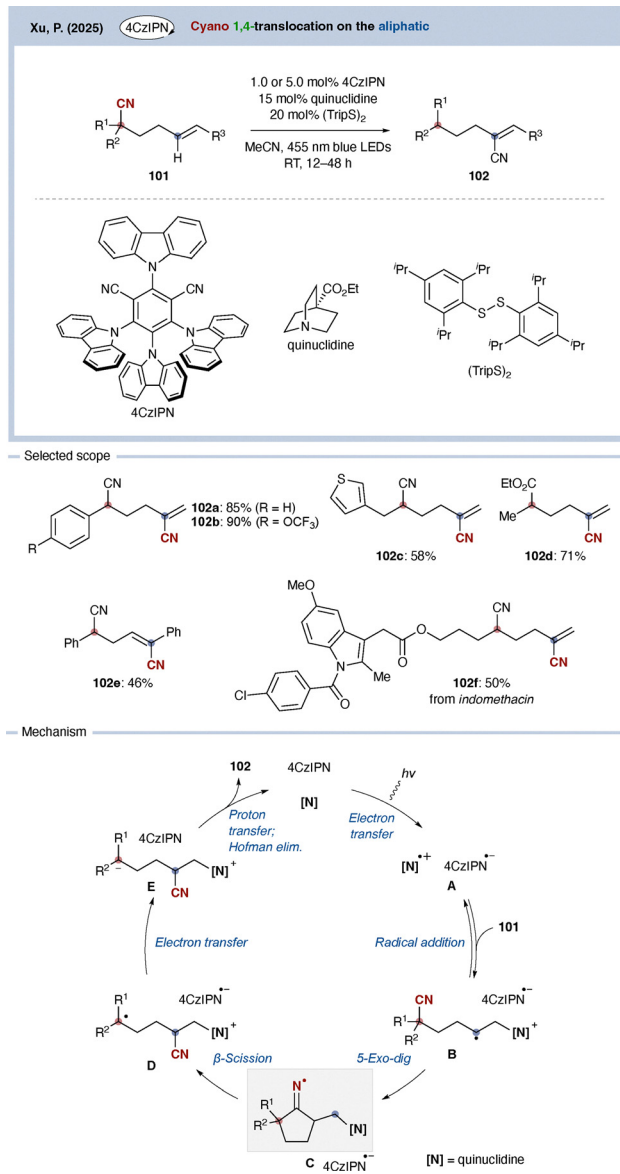 Xu, P. (2025) 4CzIPN Cyano 1,4-translocation on the aliphatic
CN
R1
R2
H
R3
101
1.0 or 5.0 mol% 4CzIPN
15 mol% quinuclidine
20 mol% (TripS)2
MeCN, 455 nm blue LEDs
RT, 12–48 h
R1
R2
R3
CN
102
N
NC
CN
N
N
N
4CzIPN
CO2Et
N
quinuclidine
iPr
iPr
iPr
S
S
iPr
iPr
iPr
(TripS)2
Selected scope
CN
R
CN
102a: 85% (R = H)
102b: 90% (R = OCF3)
S
CN
CN
102c: 58%
EtO2C
Me
CN
102d: 71%
CN
Ph
Ph
CN
102e: 46%
MeO
N
Me
Cl
O
O
O
CN
CN
102f: 50%
from indomethacin
Mechanism
102
4CzIPN
[N]
hν
Electron
transfer
[N]•+ 4CzIPN•−
A
101
Radical addition
CN
R1
R2
4CzIPN•−
[N]+
B
5-Exo-dig
N•
R1
R2
[N]
C 4CzIPN•−
β-Scission
R1
R2
4CzIPN•−
[N]+
CN
D
Electron transfer
R1
R2
−
4CzIPN
[N]+
CN
E
Proton
transfer;
Hofman elim.
[N] = quinuclidine